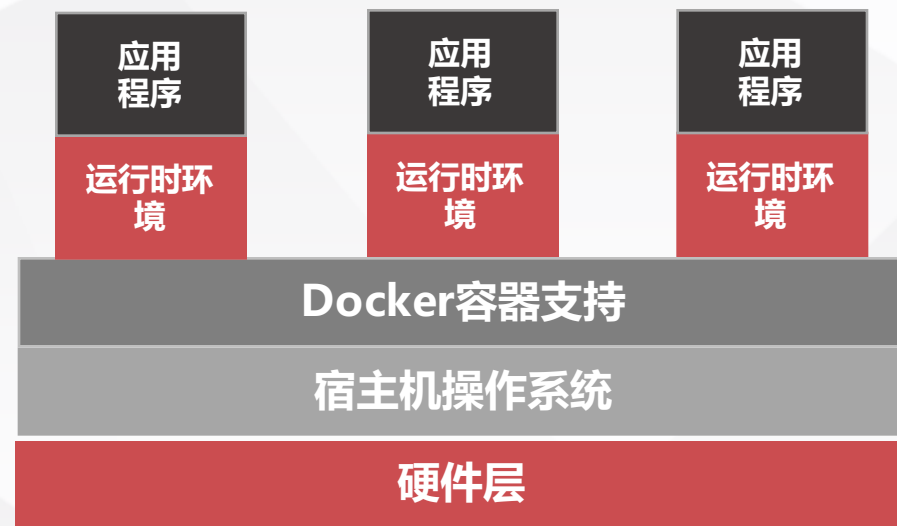 应用
程序
应用
程序
应用
程序
运行时环
境
运行时环
境
运行时环
境
Docker容器支持
宿主机操作系统
硬件层